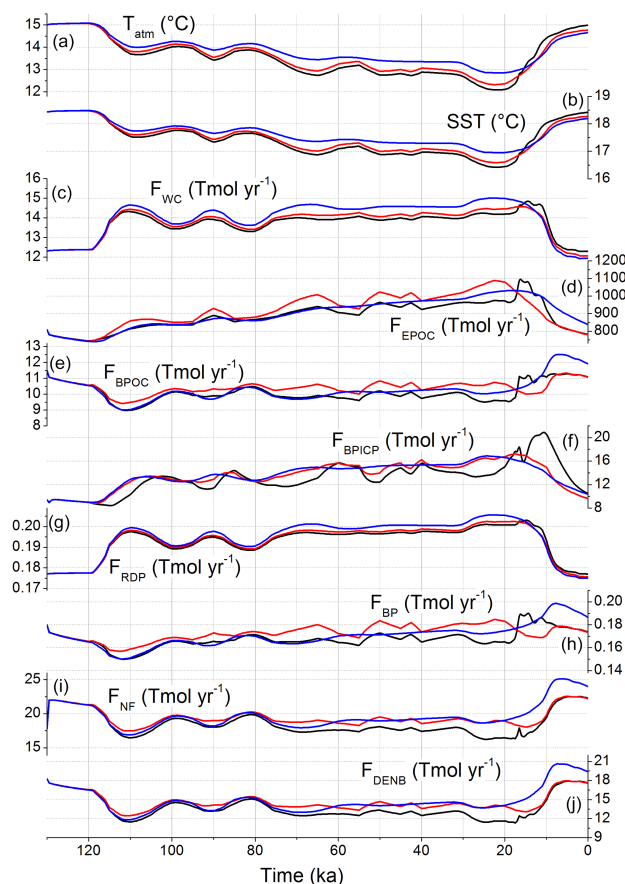 15
14
13
12
(a)
T_atm (°C)
19
18
17
16
(b)
SST (°C)
16
15
14
13
12
(c)
F_WC (Tmol yr⁻¹)
1200
1100
1000
900
800
(d)
F_EPOC (Tmol yr⁻¹)
13
12
11
10
9
8
(e)
F_BPOC (Tmol yr⁻¹)
20
16
12
8
(f)
F_BPICP (Tmol yr⁻¹)
0.20
0.19
0.18
0.17
(g)
F_RDP (Tmol yr⁻¹)
0.20
0.18
0.16
0.14
(h)
F_BP (Tmol yr⁻¹)
25
20
15
(i)
F_NF (Tmol yr⁻¹)
21
18
15
12
9
(j)
F_DENB (Tmol yr⁻¹)
120 100 80 60 40 20 0
Time (ka)